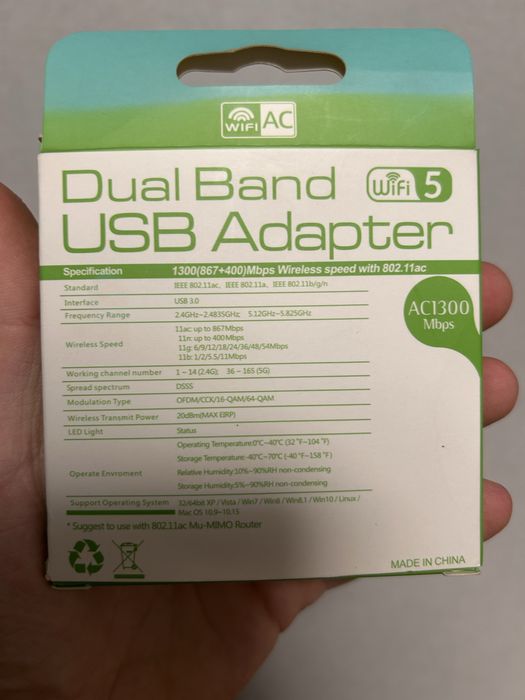 WiFi AC
Dual Band WiFi 5
USB Adapter
Specification 1300(867+400)Mbps Wireless speed with 802.11ac
AC1300
Mbps
Standard IEEE 802.11ac、IEEE 802.11a、IEEE 802.11b/g/n
Interface USB 3.0
Frequency Range 2.4GHz~2.483SGHz; 5.12GHz~5.825GHz
Wireless Speed
11ac: up to 867Mbps
11n: up to 400Mbps
11g: 6/9/12/18/24/36/48/54Mbps
11b: 1/2/5.5/11Mbps
Working channel number 1~14 (2.4G); 36~165 (5G)
Spread spectrum DSSS
Modulation Type OFDM/CCK/16-QAM/64-QAM
Wireless Transmit Power 20dBm(MAX EIRP)
LED Light Status
Operate Enviroment
Operating Temperature:0℃~40℃ (32 ℉~104 ℉)
Storage Temperature:-40℃~70℃ (-40 ℉~158 ℉)
Relative Humidity:10%~90%RH non-condensing
Storage Humidity:5%~90%RH non-condensing
Support Operating System 32/64bit XP / Vista / Win7 / Win8 / Win8.1 / Win10 / Linux /
Mac OS 10.9~10.15
* Suggest to use with 802.11ac Mu-MIMO Router
MADE IN CHINA